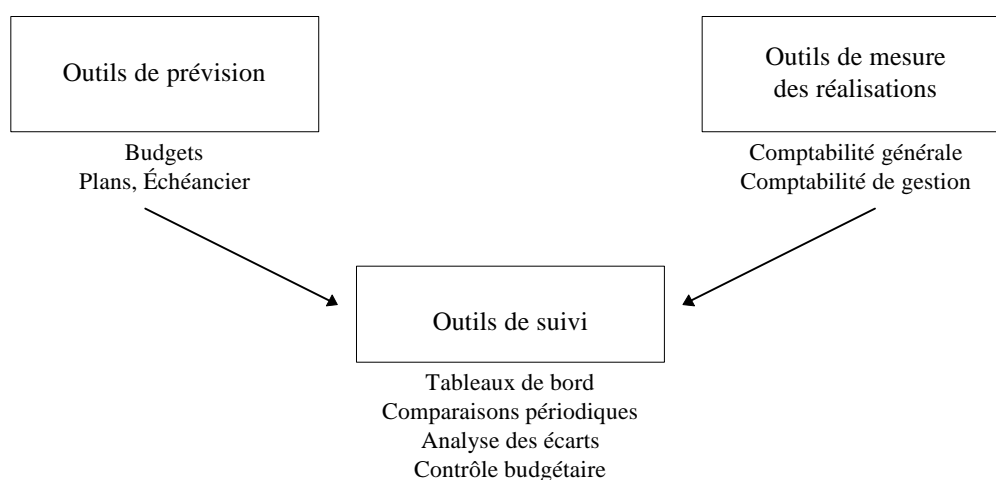 Outils de prévision
Budgets
Plans, Échéancier
Outils de mesure
des réalisations
Comptabilité générale
Comptabilité de gestion
Outils de suivi
Tableaux de bord
Comparaisons périodiques
Analyse des écarts
Contrôle budgétaire